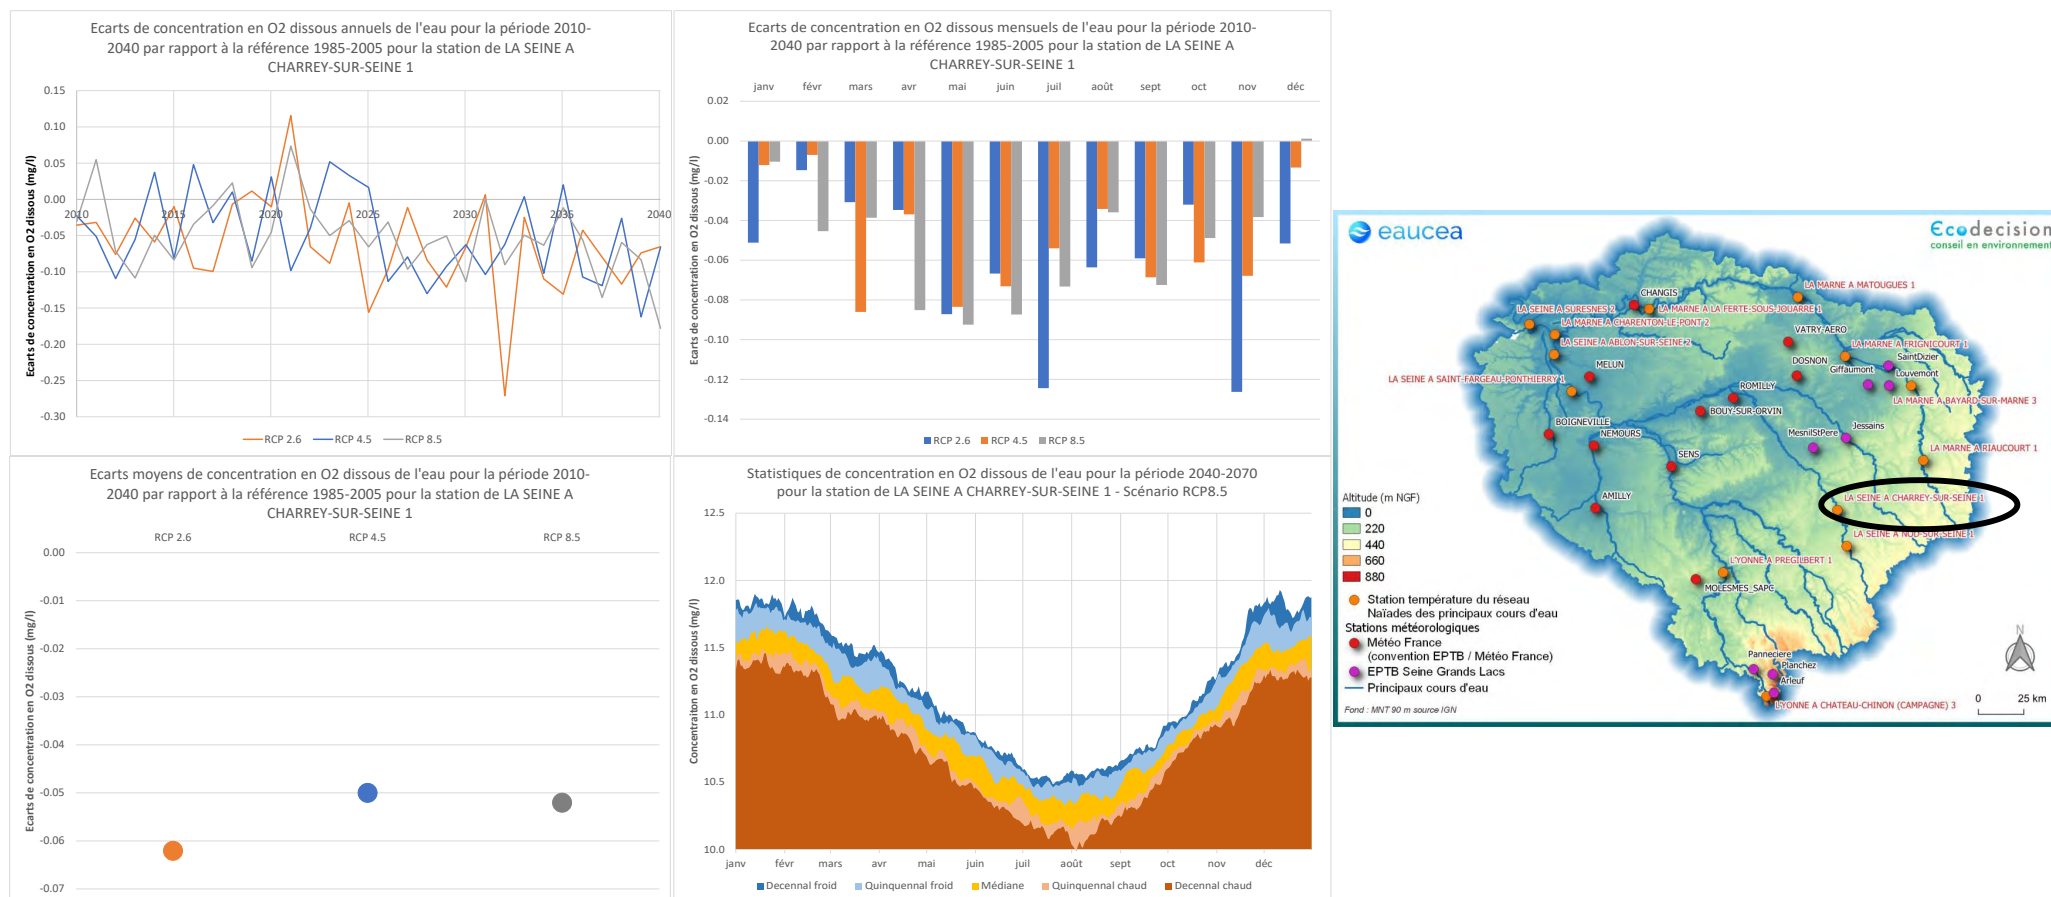 Ecarts de concentration en O2 dissous annuels de l'eau pour la période 2010-
2040 par rapport à la référence 1985-2005 pour la station de LA SEINE A
CHARREY-SUR-SEINE 1
Ecarts de concentration en O2 dissous (mg/l)
0.15
0.10
0.05
0.00
-0.05
-0.10
-0.15
-0.20
-0.25
-0.30
2010 2015 2020 2025 2030 2035 2040
RCP 2.6 RCP 4.5 RCP 8.5
Ecarts de concentration en O2 dissous mensuels de l'eau pour la période 2010-
2040 par rapport à la référence 1985-2005 pour la station de LA SEINE A
CHARREY-SUR-SEINE 1
janv févr mars avr mai juin juil août sept oct nov déc
Ecarts de concentration en O2 dissous (mg/l)
0.02
0.00
-0.02
-0.04
-0.06
-0.08
-0.10
-0.12
-0.14
RCP 2.6 RCP 4.5 RCP 8.5
Ecarts moyens de concentration en O2 dissous de l'eau pour la période 2010-
2040 par rapport à la référence 1985-2005 pour la station de LA SEINE A
CHARREY-SUR-SEINE 1
RCP 2.6 RCP 4.5 RCP 8.5
Ecarts de concentration en O2 dissous (mg/l)
0.00
-0.01
-0.02
-0.03
-0.04
-0.05
-0.06
-0.07
Statistiques de concentration en O2 dissous de l'eau pour la période 2040-2070
pour la station de LA SEINE A CHARREY-SUR-SEINE 1 - Scénario RCP8.5
Concentraiton en O2 dissous (mg/l)
12.5
12.0
11.5
11.0
10.5
10.0
janv févr mars avr mai juin juil août sept oct nov déc
Decennal froid Quinquennal froid Médiane Quinquennal chaud Decennal chaud
eaucea
Ecodecision
conseil en environnement
LA MARNE A MATOUGUES 1
CHANGIS
LA SEINE A SURESNES 2
LA MARNE A LA FERTE-SOUS-JOUARRE 1
LA MARNE A CHARENTON-LE-PONT 2
VATRY-AERO
LA SEINE A ABLON-SUR-SEINE 2
LA MARNE A FRIGNICOURT 1
SaintDizier
MELUN
DOSNON
Giffaumont
Louvemont
LA SEINE A SAINT-FARGEAU-PONTHIERRY 1
ROMILLY
LA MARNE A BAYARD-SUR-MARNE 3
BOUY-SUR-ORVIN
BOIGNEVILLE
NEMOURS
MesnilStPere
Jessains
SENS
LA MARNE A RIAUCOURT 1
AMILLY
LA SEINE A CHARREY-SUR-SEINE 1
LA SEINE A NOD-SUR-SEINE 1
L'YONNE A PREGILBERT 1
MOLESMES_SAPC
Panneciere
Planchez
Arleuf
L'YONNE A CHATEAU-CHINON (CAMPAGNE) 3
Altitude (m NGF)
0
220
440
660
880
Station température du réseau
Naïades des principaux cours d'eau
Stations météorologiques
Météo France
(convention EPTB / Météo France)
EPTB Seine Grands Lacs
Principaux cours d'eau
Fond : MNT 90 m source IGN
N
0 25 km